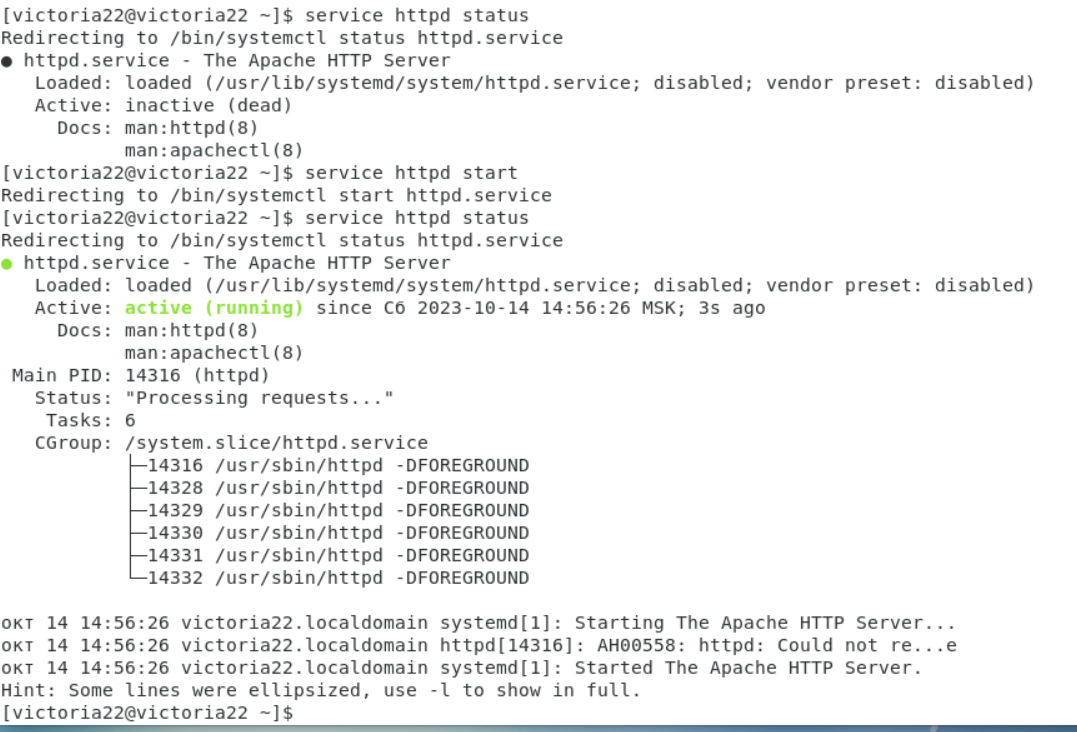 [victoria22@victoria22 ~]$ service httpd status
Redirecting to /bin/systemctl status httpd.service
● httpd.service - The Apache HTTP Server
   Loaded: loaded (/usr/lib/systemd/system/httpd.service; disabled; vendor preset: disabled)
   Active: inactive (dead)
     Docs: man:httpd(8)
           man:apachectl(8)
[victoria22@victoria22 ~]$ service httpd start
Redirecting to /bin/systemctl start httpd.service
[victoria22@victoria22 ~]$ service httpd status
Redirecting to /bin/systemctl status httpd.service
● httpd.service - The Apache HTTP Server
   Loaded: loaded (/usr/lib/systemd/system/httpd.service; disabled; vendor preset: disabled)
   Active: active (running) since Сб 2023-10-14 14:56:26 MSK; 3s ago
     Docs: man:httpd(8)
           man:apachectl(8)
 Main PID: 14316 (httpd)
   Status: "Processing requests..."
    Tasks: 6
   CGroup: /system.slice/httpd.service
           ├─14316 /usr/sbin/httpd -DFOREGROUND
           ├─14328 /usr/sbin/httpd -DFOREGROUND
           ├─14329 /usr/sbin/httpd -DFOREGROUND
           ├─14330 /usr/sbin/httpd -DFOREGROUND
           ├─14331 /usr/sbin/httpd -DFOREGROUND
           └─14332 /usr/sbin/httpd -DFOREGROUND

окт 14 14:56:26 victoria22.localdomain systemd[1]: Starting The Apache HTTP Server...
окт 14 14:56:26 victoria22.localdomain httpd[14316]: AH00558: httpd: Could not re...e
окт 14 14:56:26 victoria22.localdomain systemd[1]: Started The Apache HTTP Server.
Hint: Some lines were ellipsized, use -l to show in full.
[victoria22@victoria22 ~]$